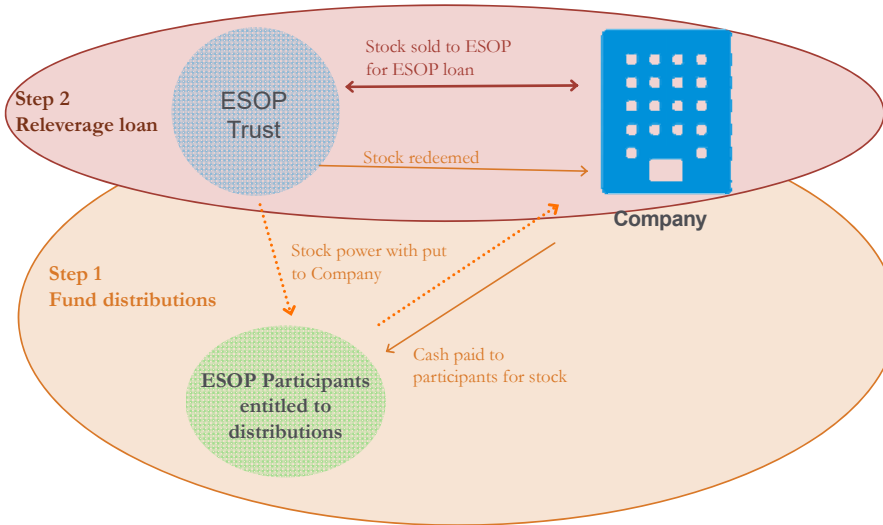 Stock sold to ESOP
for ESOP loan
Step 2
Releverage loan
ESOP
Trust
Stock redeemed
Company
Stock power with put
to Company
Step 1
Fund distributions
Cash paid to
participants for stock
ESOP Participants
entitled to
distributions